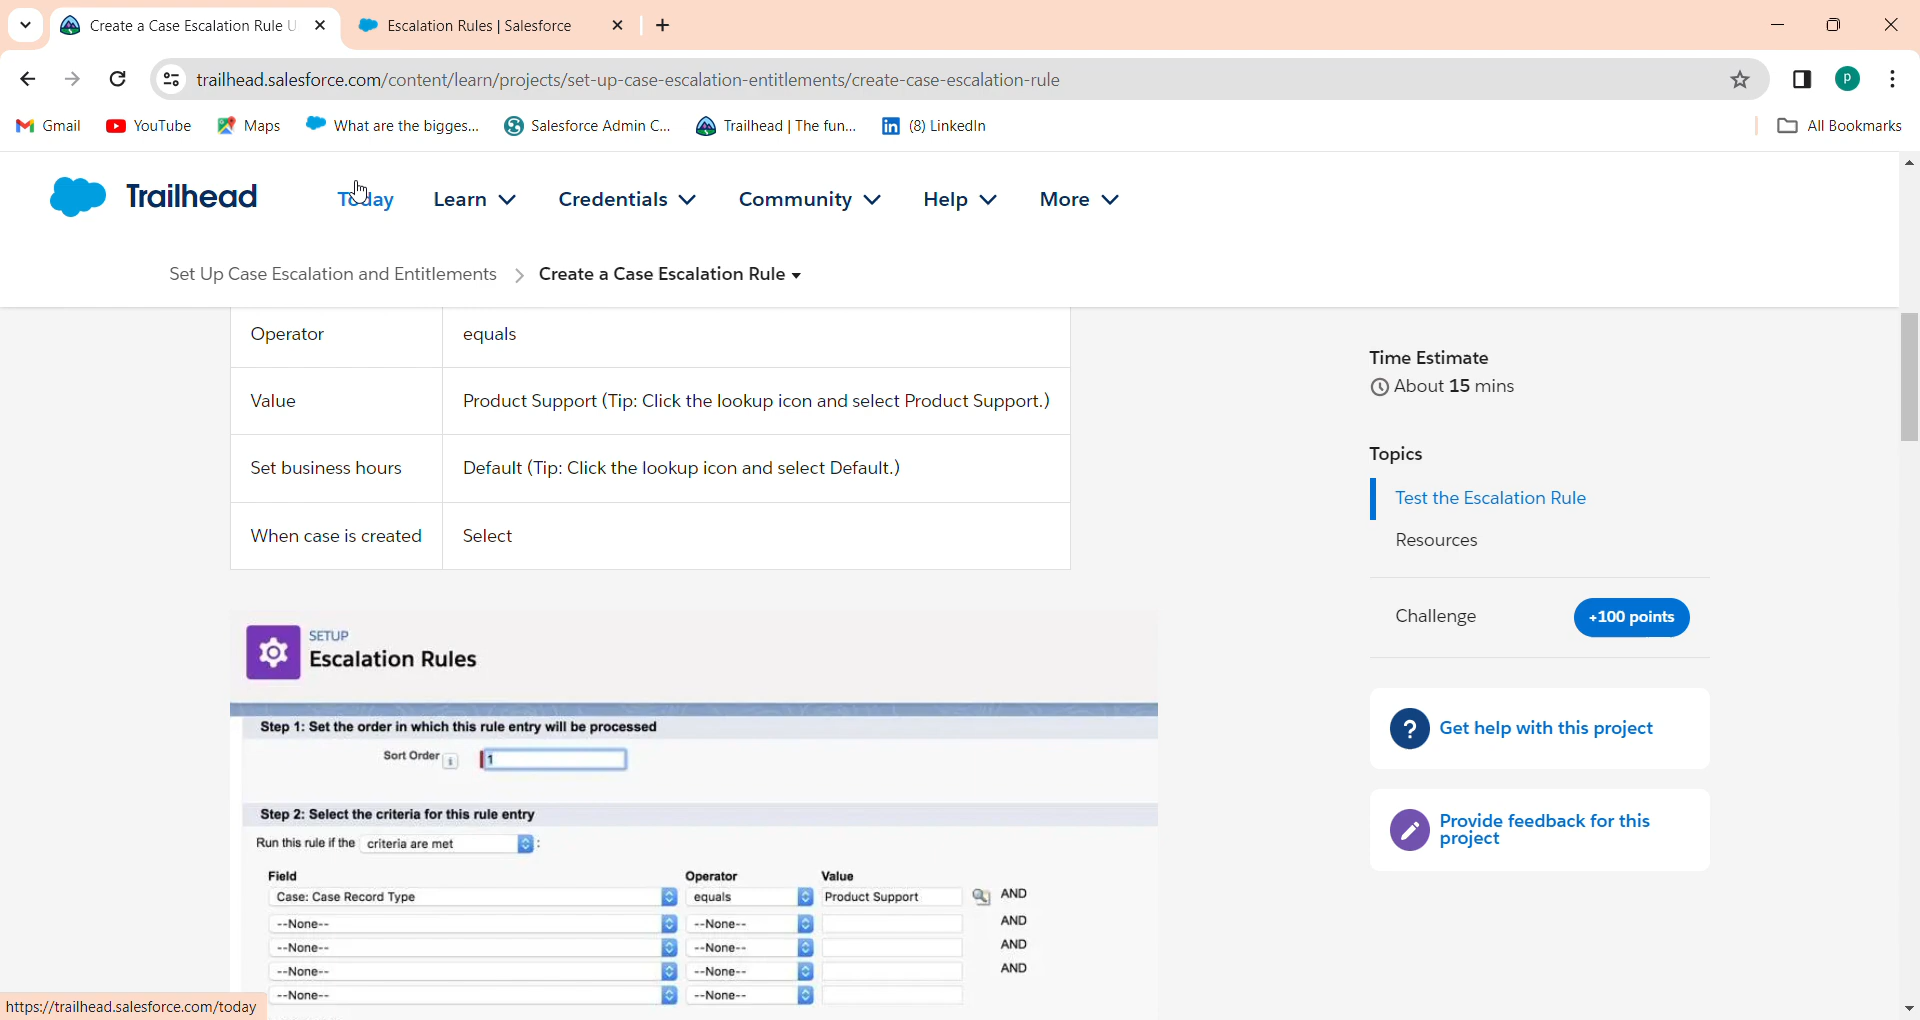 Create a Case Escalation Rule U
Escalation Rules | Salesforce
trailhead.salesforce.com/content/learn/projects/set-up-case-escalation-entitlements/create-case-escalation-rule
P
Gmail
YouTube
Maps
What are the bigges...
Salesforce Admin C...
Trailhead | The fun...
(8) LinkedIn
All Bookmarks
Trailhead
Today
Learn
Credentials
Community
Help
More
Set Up Case Escalation and Entitlements > Create a Case Escalation Rule
Operator equals
Value Product Support (Tip: Click the lookup icon and select Product Support.)
Set business hours Default (Tip: Click the lookup icon and select Default.)
When case is created Select
Time Estimate
About 15 mins
Topics
Test the Escalation Rule
Resources
Challenge +100 points
? Get help with this project
Provide feedback for this
project
SETUP
Escalation Rules
Step 1: Set the order in which this rule entry will be processed
Sort Order i 1
Step 2: Select the criteria for this rule entry
Run this rule if the criteria are met :
Field Operator Value
Case: Case Record Type equals Product Support AND
--None-- --None-- AND
--None-- --None-- AND
--None-- --None-- AND
--None-- --None--
https://trailhead.salesforce.com/today